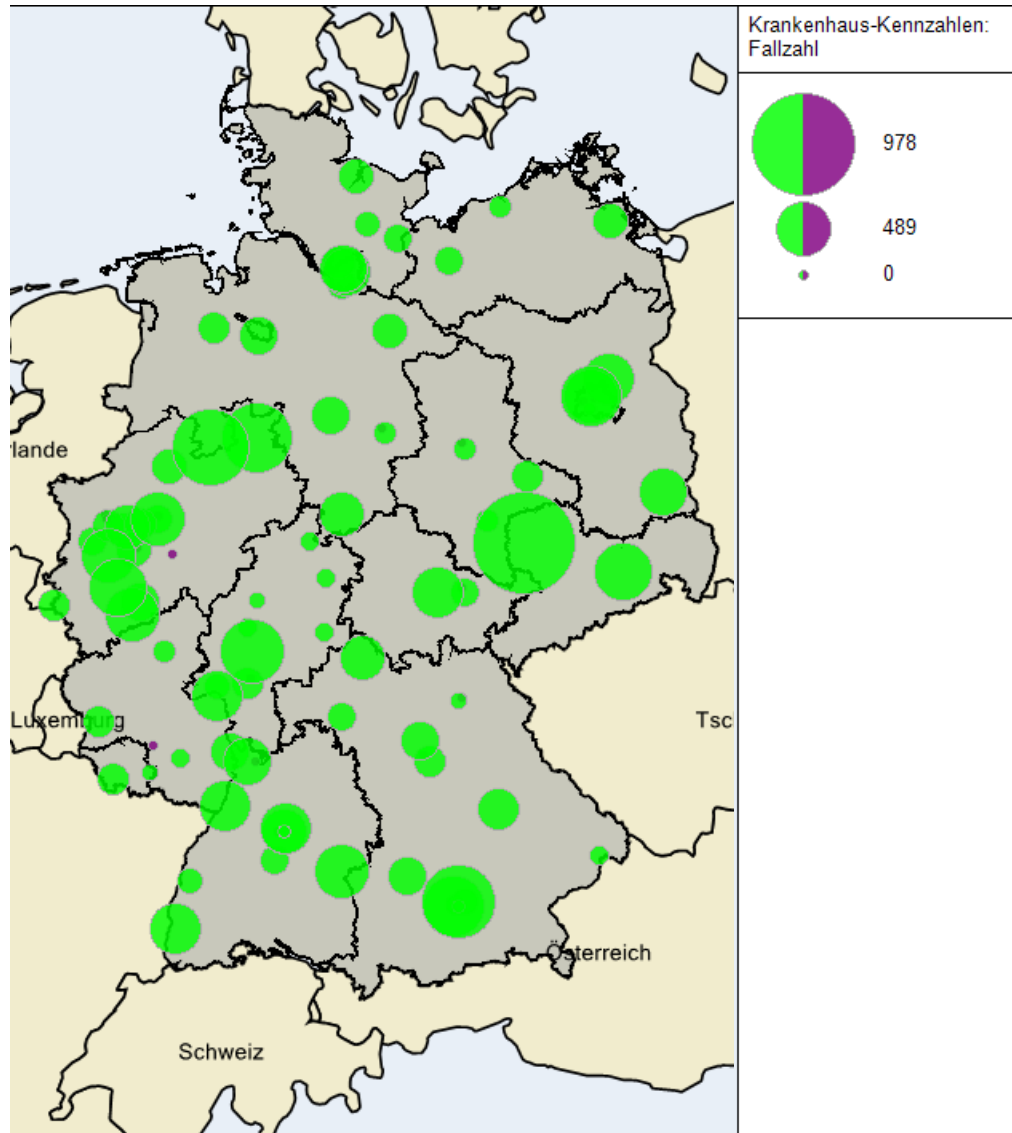 Krankenhaus-Kennzahlen:
Fallzahl
978
489
0
rlande
Luxemburg
Tsc
Österreich
Schweiz